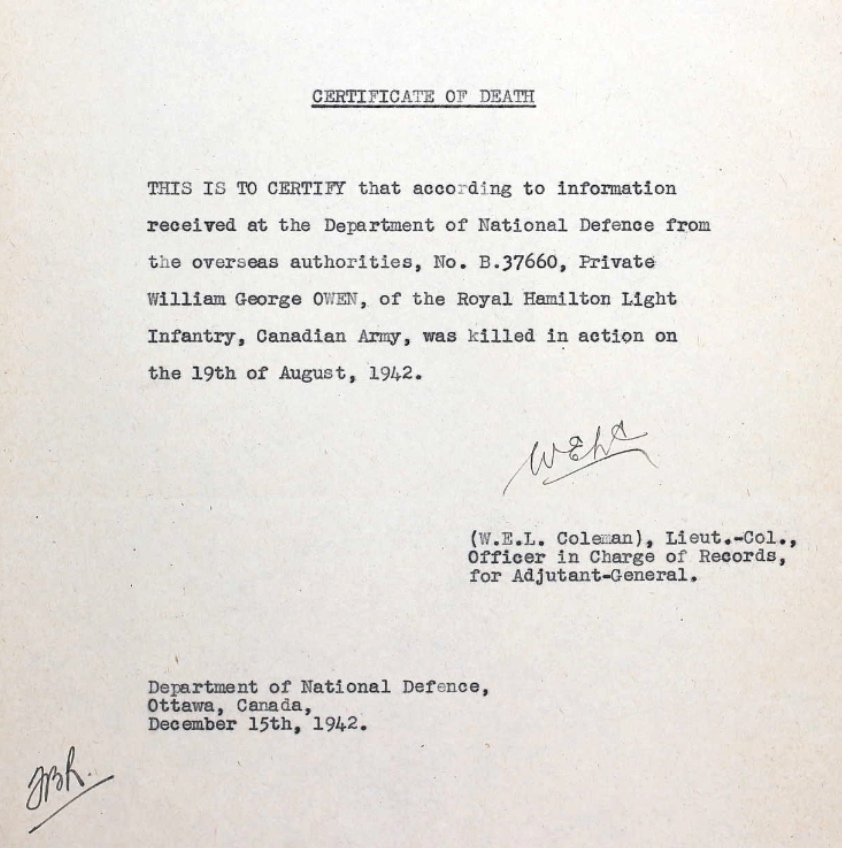 CERTIFICATE OF DEATH
THIS IS TO CERTIFY that according to information
received at the Department of National Defence from
the overseas authorities, No. B.37660, Private
William George OWEN, of the Royal Hamilton Light
Infantry, Canadian Army, was killed in action on
the 19th of August, 1942.
WELC
(W.E.L. Coleman), Lieut.-Col.,
Officer in Charge of Records,
for Adjutant-General.
Department of National Defence,
Ottawa, Canada,
December 15th, 1942.